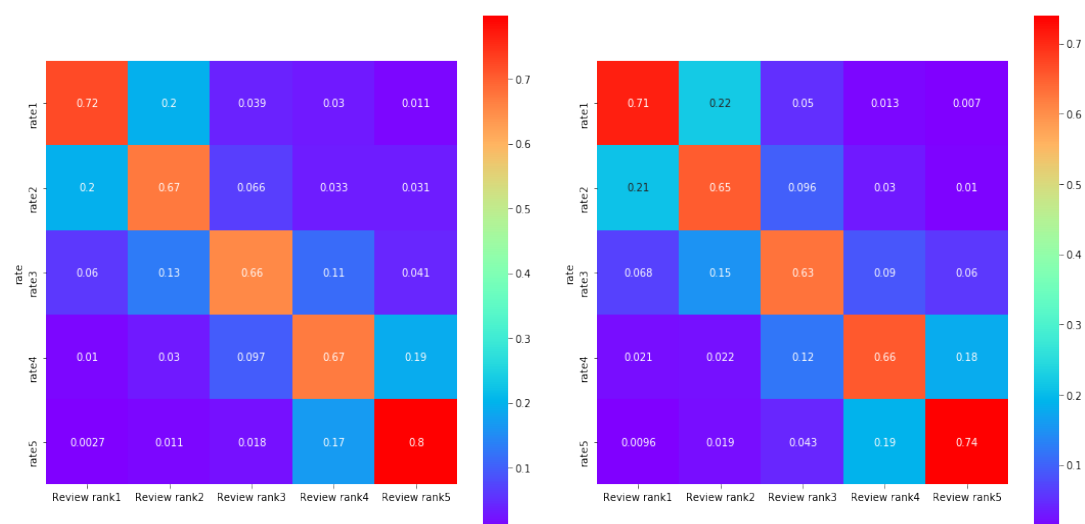 rate1 0.72 0.2 0.039 0.03 0.011
rate2 0.2 0.67 0.066 0.033 0.031
rate3 0.06 0.13 0.66 0.11 0.041
rate4 0.01 0.03 0.097 0.67 0.19
rate5 0.0027 0.011 0.018 0.17 0.8
rate
Review rank1 Review rank2 Review rank3 Review rank4 Review rank5
0.7
0.6
0.5
0.4
0.3
0.2
0.1
rate1 0.71 0.22 0.05 0.013 0.007
rate2 0.21 0.65 0.096 0.03 0.01
rate3 0.068 0.15 0.63 0.09 0.06
rate4 0.021 0.022 0.12 0.66 0.18
rate5 0.0096 0.019 0.043 0.19 0.74
rate
Review rank1 Review rank2 Review rank3 Review rank4 Review rank5
0.7
0.6
0.5
0.4
0.3
0.2
0.1